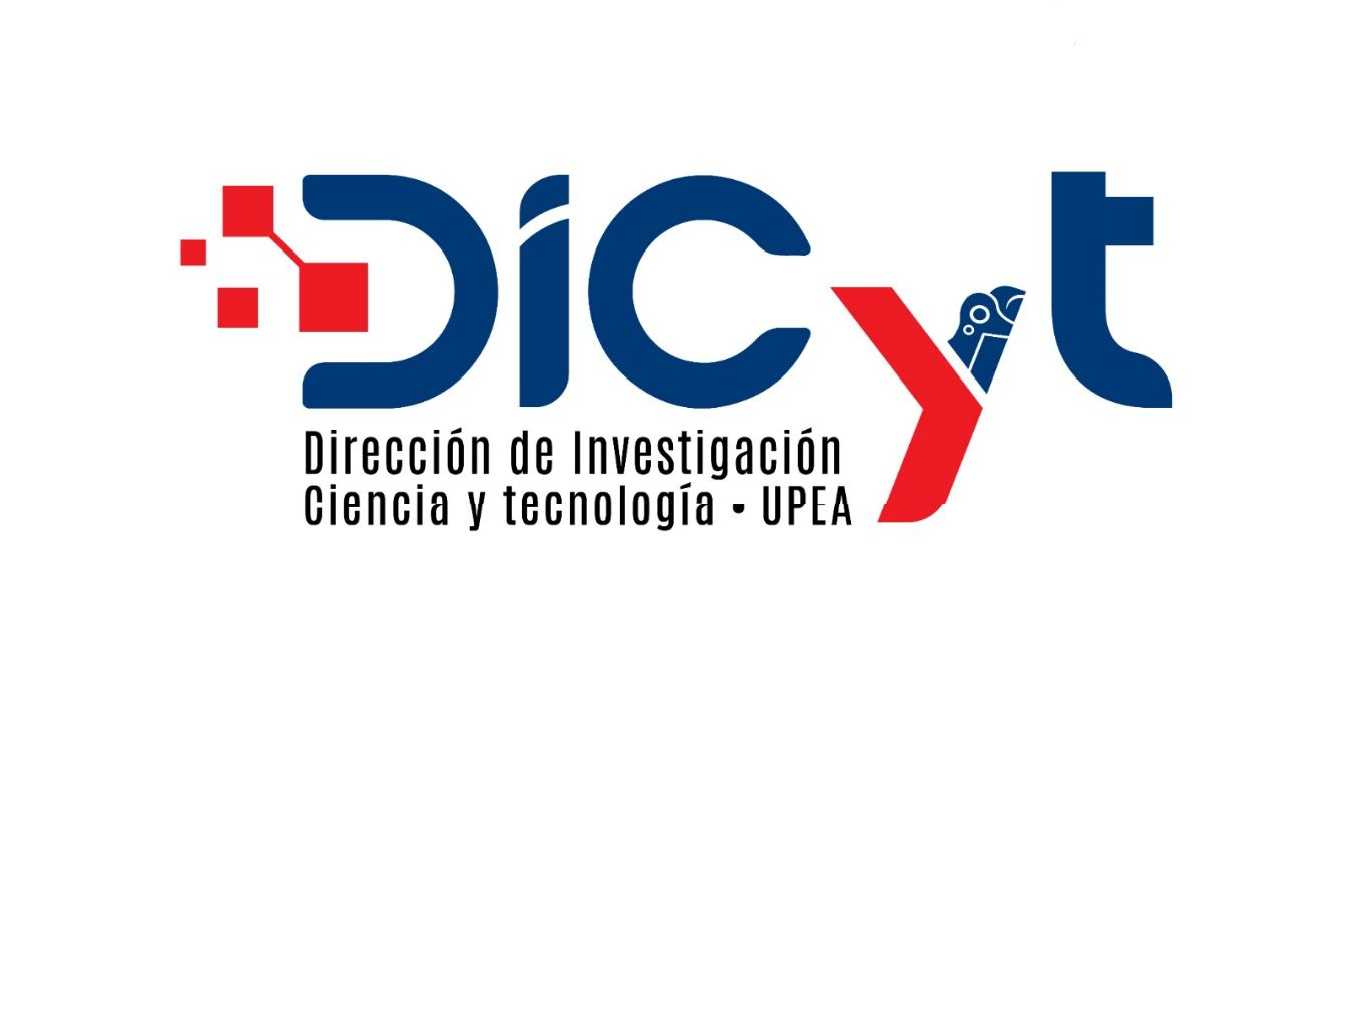 DiCyt
Dirección de Investigación
Ciencia y tecnología • UPEA